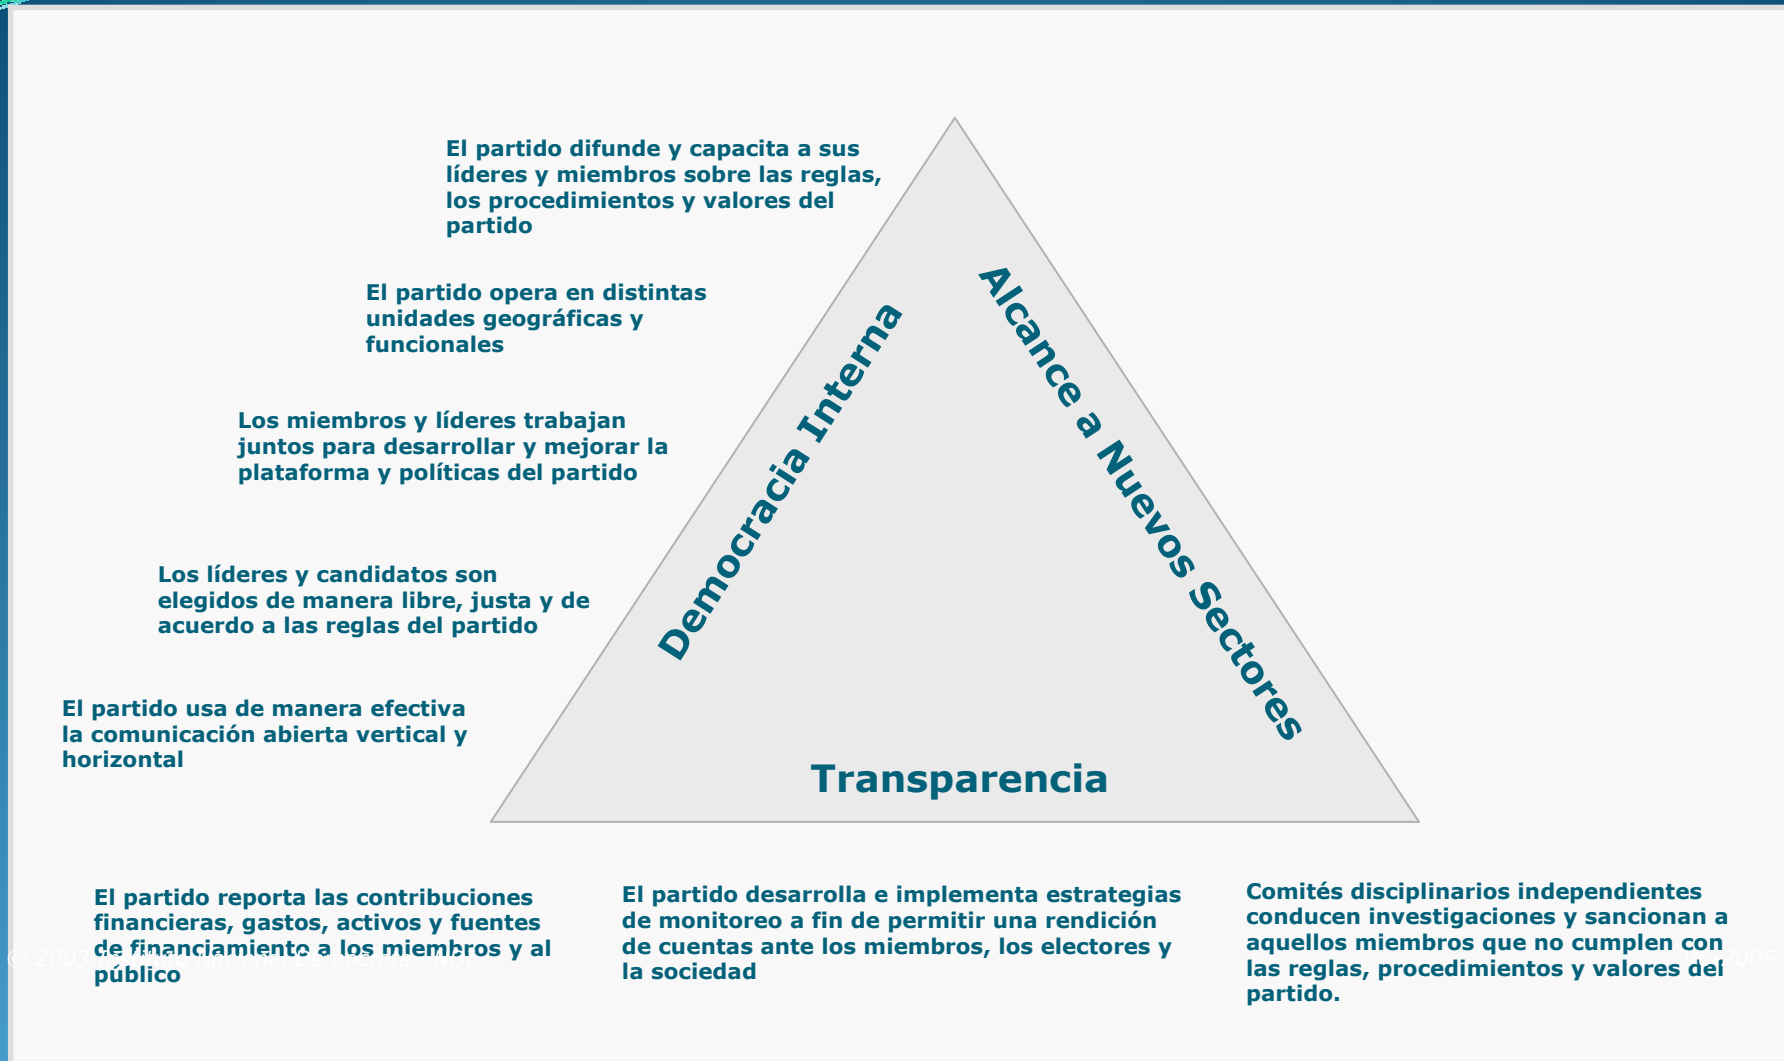 El partido difunde y capacita a sus
líderes y miembros sobre las reglas,
los procedimientos y valores del
partido
El partido opera en distintas
unidades geográficas y
funcionales
Los miembros y líderes trabajan
juntos para desarrollar y mejorar la
plataforma y políticas del partido
Los líderes y candidatos son
elegidos de manera libre, justa y de
acuerdo a las reglas del partido
El partido usa de manera efectiva
la comunicación abierta vertical y
horizontal
Democracia Interna
Alcance a Nuevos Sectores
Transparencia
El partido reporta las contribuciones
financieras, gastos, activos y fuentes
de financiamiento a los miembros y al
público
El partido desarrolla e implementa estrategias
de monitoreo a fin de permitir una rendición
de cuentas ante los miembros, los electores y
la sociedad
Comités disciplinarios independientes
conducen investigaciones y sancionan a
aquellos miembros que no cumplen con
las reglas, procedimientos y valores del
partido.
© 2003
2005